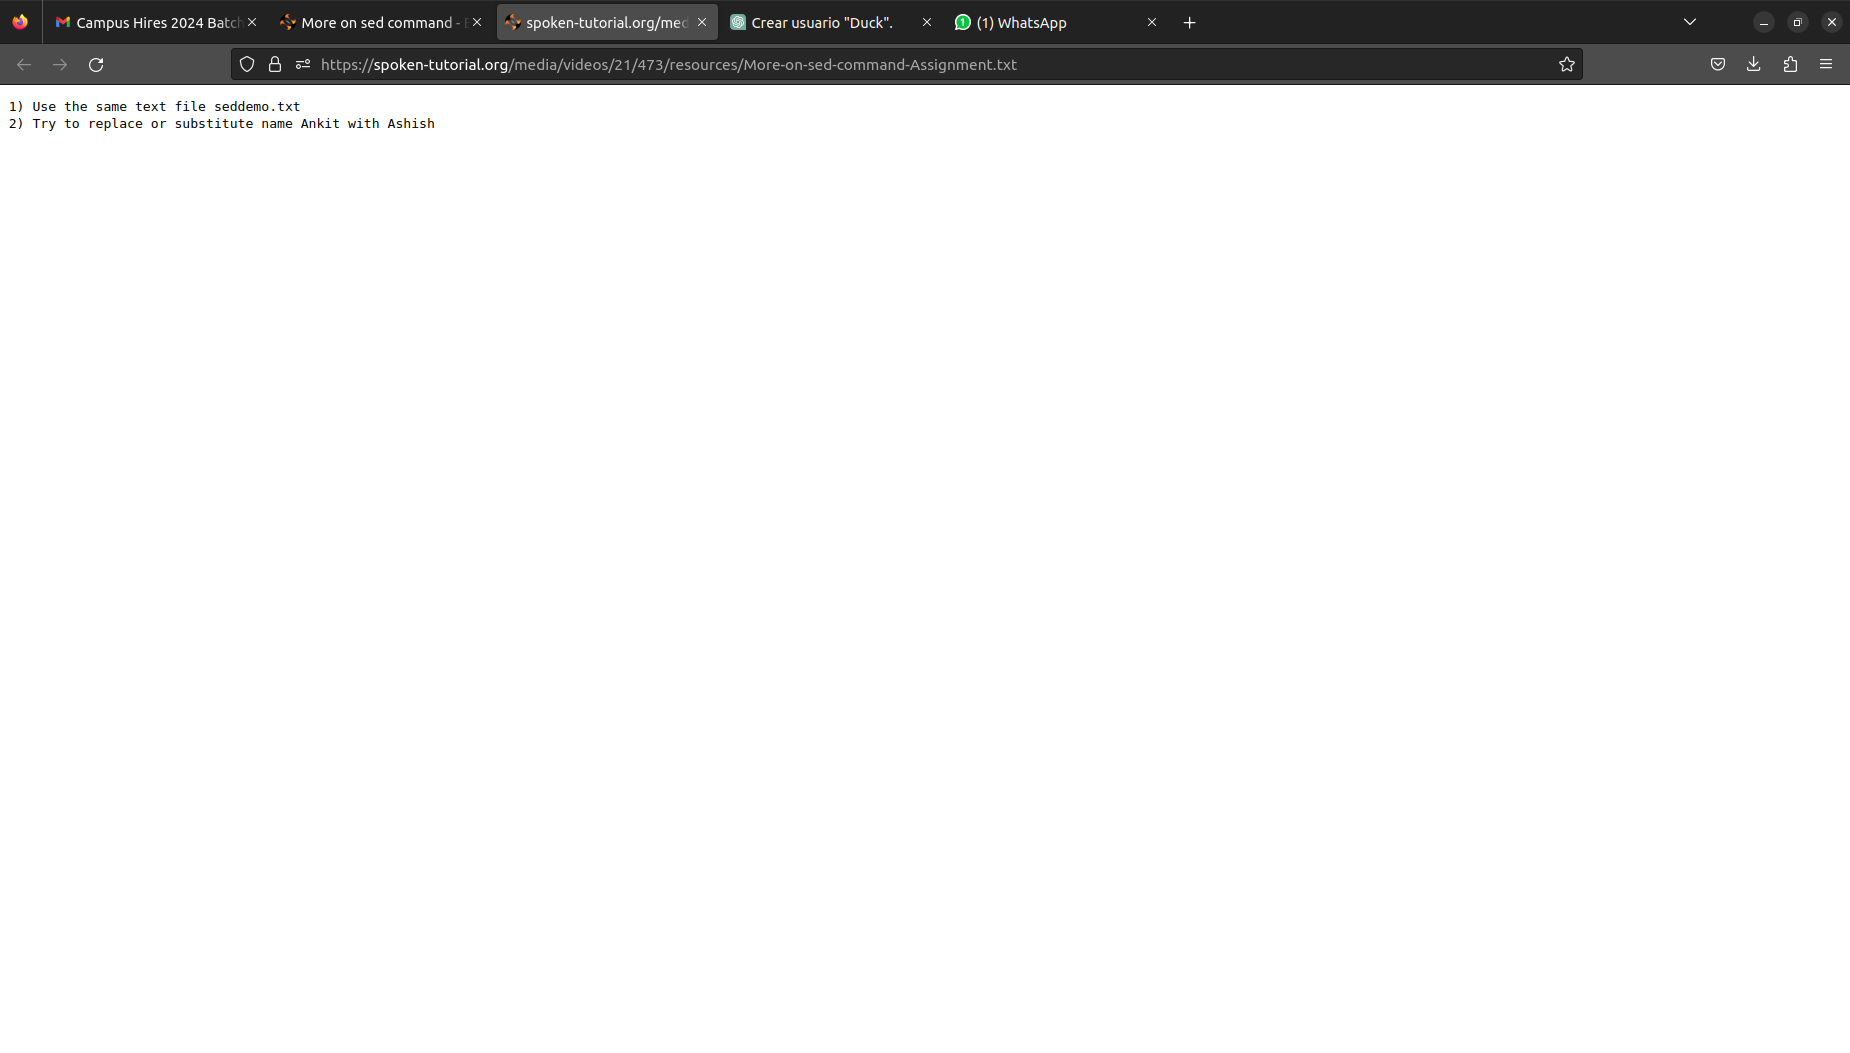 Campus Hires 2024 Batch
More on sed command -
spoken-tutorial.org/med
Crear usuario "Duck".
1 (1) WhatsApp
https://spoken-tutorial.org/media/videos/21/473/resources/More-on-sed-command-Assignment.txt
1) Use the same text file seddemo.txt
2) Try to replace or substitute name Ankit with Ashish